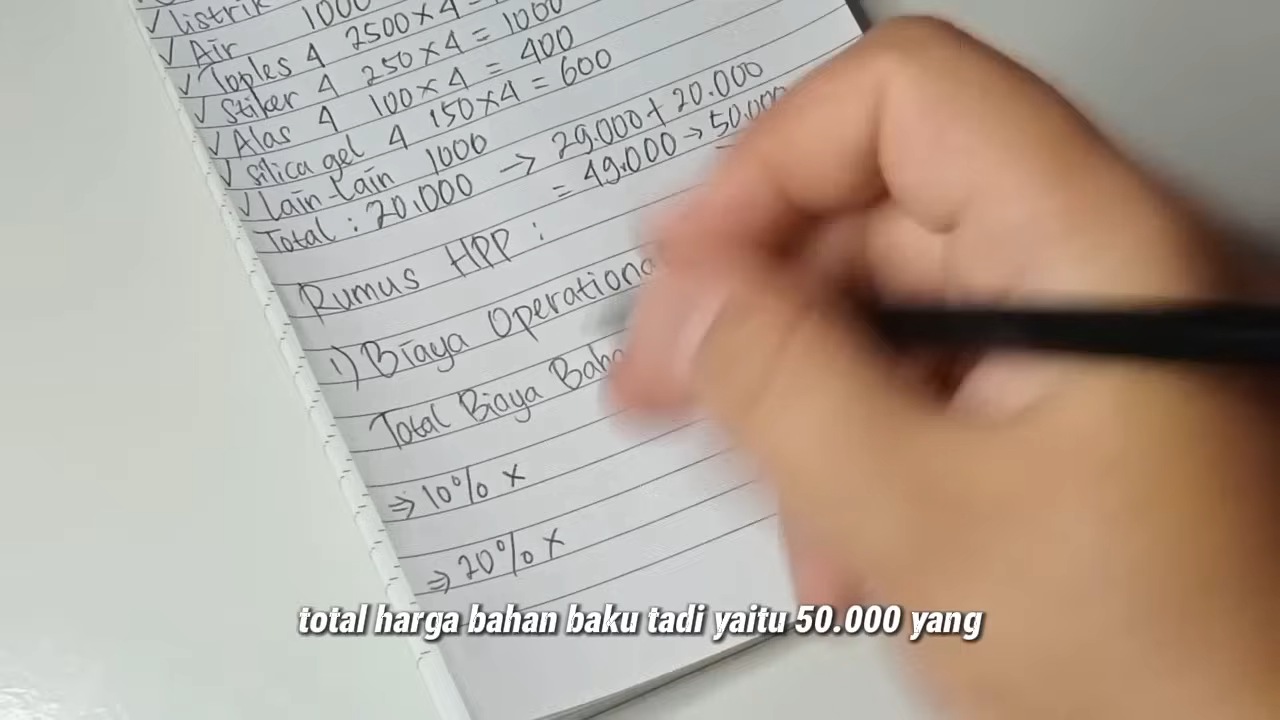 ✓ listrik 1000
✓ Air
✓ Toples 4 2500 x 4 =
✓ Stiker 4 250 x 4 = 1000
✓ Alas 4 100 x 4 = 400
✓ Silica gel 4 150 x 4 = 600
✓ Lain-Lain 1000
Total : 20.000 → 29.000 + 20.000
= 49.000 → 50.000
Rumus HPP :
1) Biaya Operationa
Total Biaya Baha
⇒ 10% x
⇒ 20% x
total harga bahan baku tadi yaitu 50.000 yang